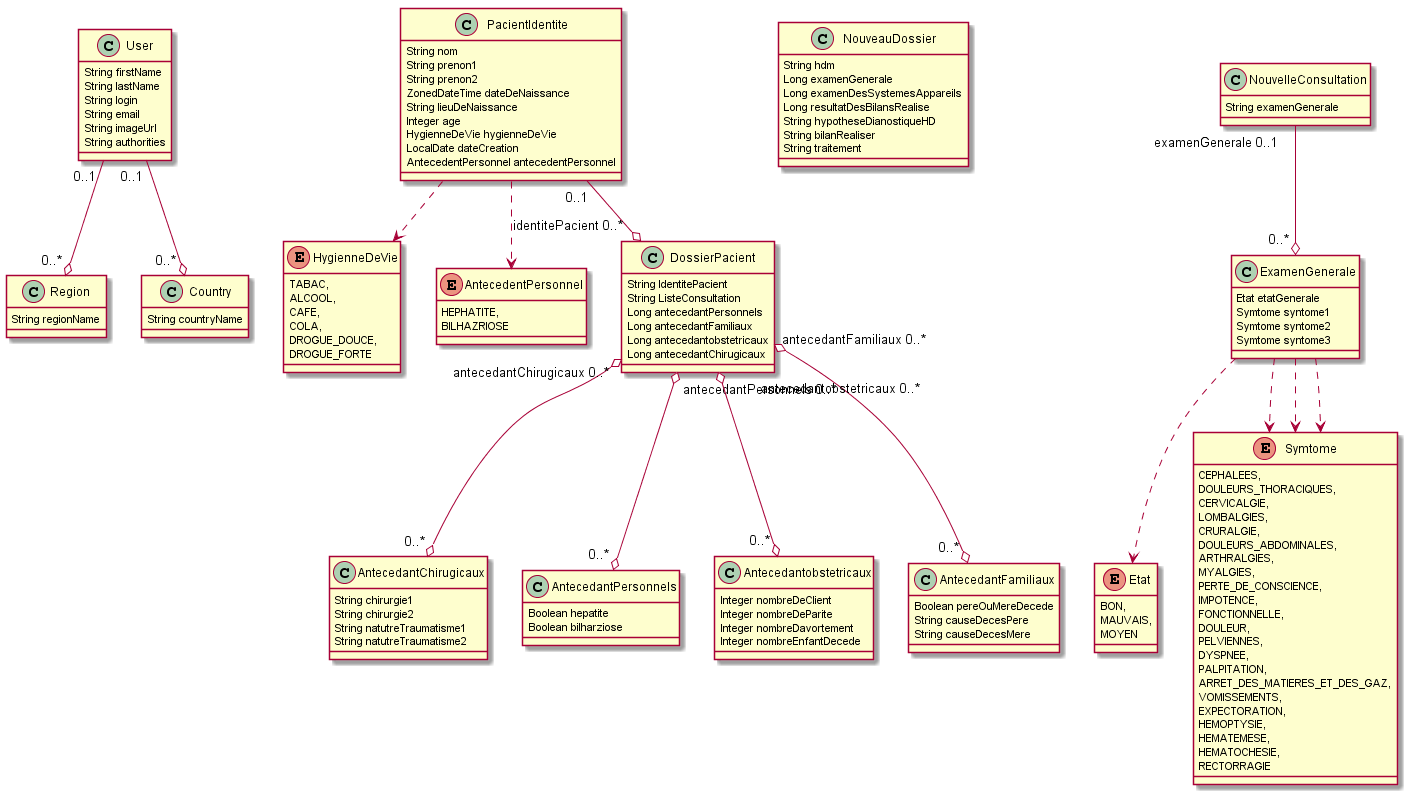 C User
String firstName
String lastName
String login
String email
String imageUrl
String authorities
C PacientIdentite
String nom
String prenon1
String prenon2
ZonedDateTime dateDeNaissance
String lieuDeNaissance
Integer age
HygienneDeVie hygienneDeVie
LocalDate dateCreation
AntecedentPersonnel antecedentPersonnel
C NouveauDossier
String hdm
Long examenGenerale
Long examenDesSystemesAppareils
Long resultatDesBilansRealise
String hypotheseDianostiqueHD
String bilanRealiser
String traitement
C NouvelleConsultation
String examenGenerale
0..1
0..1
0..1
examenGenerale 0..1
identitePacient 0..*
0..*
0..*
0..*
C Region
String regionName
C Country
String countryName
E HygienneDeVie
TABAC,
ALCOOL,
CAFE,
COLA,
DROGUE_DOUCE,
DROGUE_FORTE
E AntecedentPersonnel
HEPHATITE,
BILHAZRIOSE
C DossierPacient
String IdentitePacient
String ListeConsultation
Long antecedantPersonnels
Long antecedantFamiliaux
Long antecedantobstetricaux
Long antecedantChirugicaux
C ExamenGenerale
Etat etatGenerale
Symtome syntome1
Symtome syntome2
Symtome syntome3
antecedantFamiliaux 0..*
antecedantChirugicaux 0..*
antecedantPersonnels 0..*
antecedantobstetricaux 0..*
0..*
0..*
0..*
0..*
C AntecedantChirugicaux
String chirurgie1
String chirurgie2
String natutreTraumatisme1
String natutreTraumatisme2
C AntecedantPersonnels
Boolean hepatite
Boolean bilharziose
C Antecedantobstetricaux
Integer nombreDeClient
Integer nombreDeParite
Integer nombreDavortement
Integer nombreEnfantDecede
C AntecedantFamiliaux
Boolean pereOuMereDecede
String causeDecesPere
String causeDecesMere
E Etat
BON,
MAUVAIS,
MOYEN
E Symtome
CEPHALEES,
DOULEURS_THORACIQUES,
CERVICALGIE,
LOMBALGIES,
CRURALGIE,
DOULEURS_ABDOMINALES,
ARTHRALGIES,
MYALGIES,
PERTE_DE_CONSCIENCE,
IMPOTENCE,
FONCTIONNELLE,
DOULEUR,
PELVIENNES,
DYSPNEE,
PALPITATION,
ARRET_DES_MATIERES_ET_DES_GAZ,
VOMISSEMENTS,
EXPECTORATION,
HEMOPTYSIE,
HEMATEMESE,
HEMATOCHESIE,
RECTORRAGIE